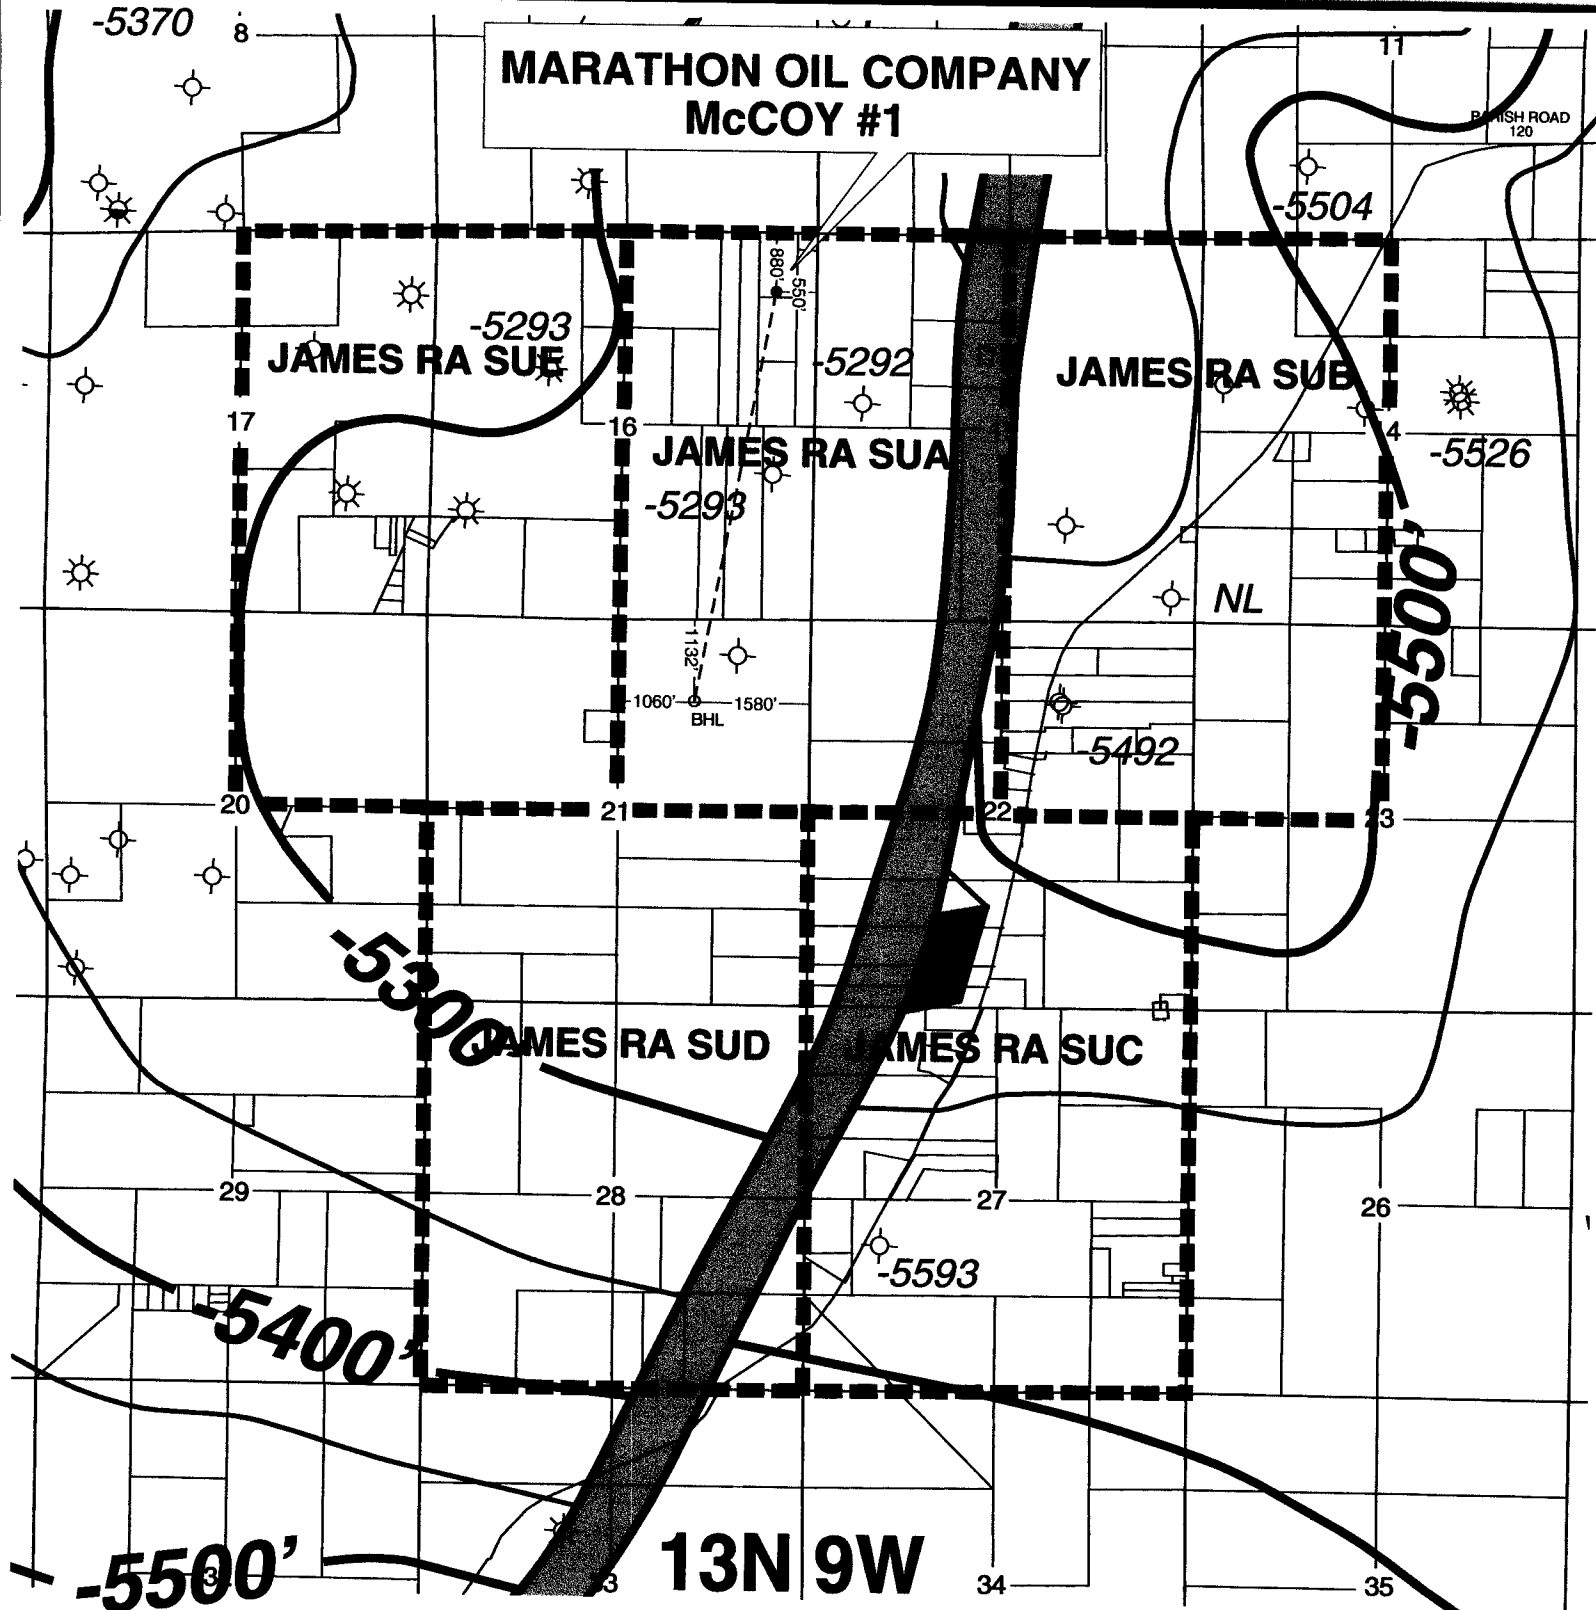 -5370
8
MARATHON OIL COMPANY
McCOY #1
11
PARISH ROAD
120
-5504
880'
550'
-5293
JAMES RA SUE
-5292
JAMES RA SUB
17
16
JAMES RA SUA
-5293
-5526
-5500'
NL
1132'
1060'
1580'
BHL
-5492
20
21
22
23
-5300'
JAMES RA SUD
JAMES RA SUC
29
28
27
26
-5593
-5400'
-5500'
13N 9W
34
35